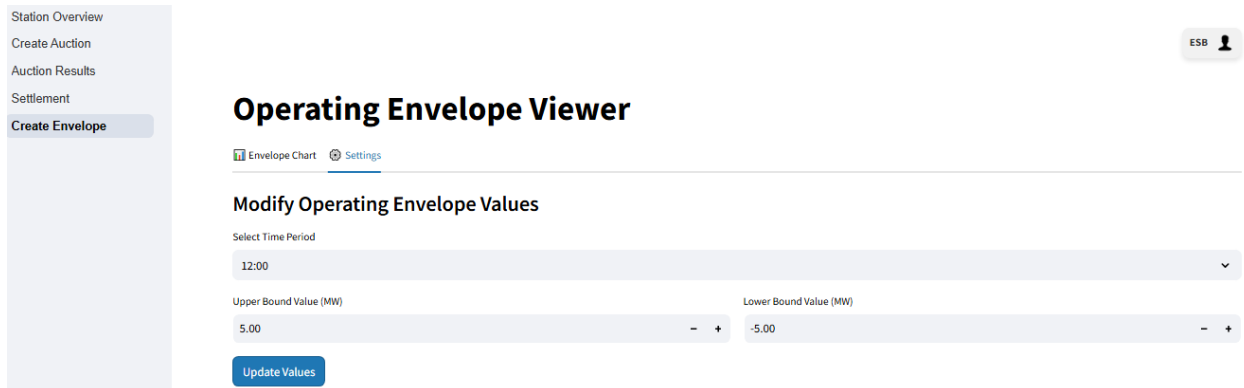 Station Overview
Create Auction
Auction Results
Settlement
Create Envelope
ESB
Operating Envelope Viewer
Envelope Chart
Settings
Modify Operating Envelope Values
Select Time Period
12:00
Upper Bound Value (MW)
Lower Bound Value (MW)
5.00 − +
-5.00 − +
Update Values